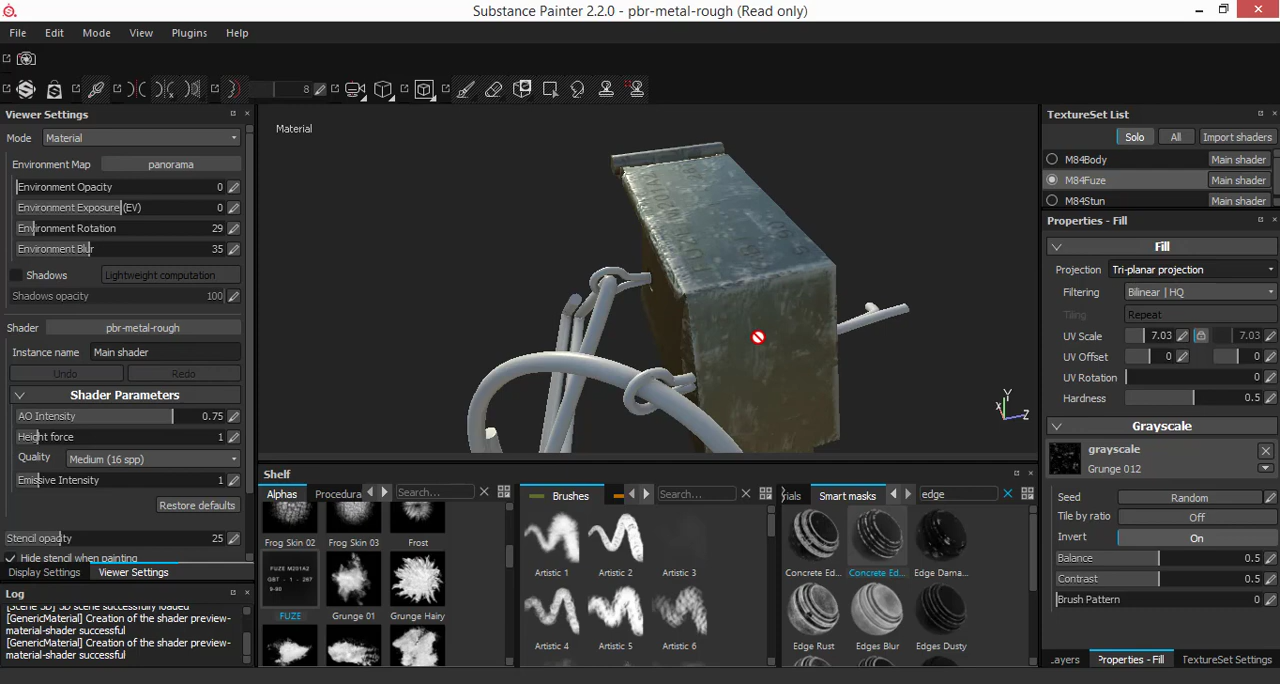 Substance Painter 2.2.0 - pbr-metal-rough (Read only)
File Edit Mode View Plugins Help
8
Viewer Settings
Mode Material
Environment Map panorama
Environment Opacity 0
Environment Exposure (EV) 0
Environment Rotation 29
Environment Blur 35
Shadows Lightweight computation
Shadows opacity 100
Shader pbr-metal-rough
Instance name Main shader
Undo Redo
Shader Parameters
AO Intensity 0.75
Height force 1
Quality Medium (16 spp)
Emissive Intensity 1
Restore defaults
Stencil opacity 25
Hide stencil when painting
Display Settings Viewer Settings
Log
[Scene 3D] 3D scene successfully loaded
[GenericMaterial] Creation of the shader preview-
material-shader successful
[GenericMaterial] Creation of the shader preview-
material-shader successful
Material
Y
X
Z
Shelf
Alphas Procedura Search...
Frog Skin 02 Frog Skin 03 Frost
FUZE M201A2
9-90
FUZE Grunge 01 Grunge Hairy
Brushes Search...
Artistic 1 Artistic 2 Artistic 3
Artistic 4 Artistic 5 Artistic 6
rials Smart masks edge
Concrete Ed... Concrete Ed... Edge Dama...
Edge Rust Edges Blur Edges Dusty
TextureSet List
Solo All Import shaders
M84Body Main shader
M84Fuze Main shader
M84Stun Main shader
Properties - Fill
Fill
Projection Tri-planar projection
Filtering Bilinear | HQ
Tiling Repeat
UV Scale 7.03 7.03
UV Offset 0 0
UV Rotation 0
Hardness 0.5
Grayscale
grayscale
Grunge 012
Seed Random
Tile by ratio Off
Invert On
Balance 0.5
Contrast 0.5
Brush Pattern 0
Layers Properties - Fill TextureSet Settings